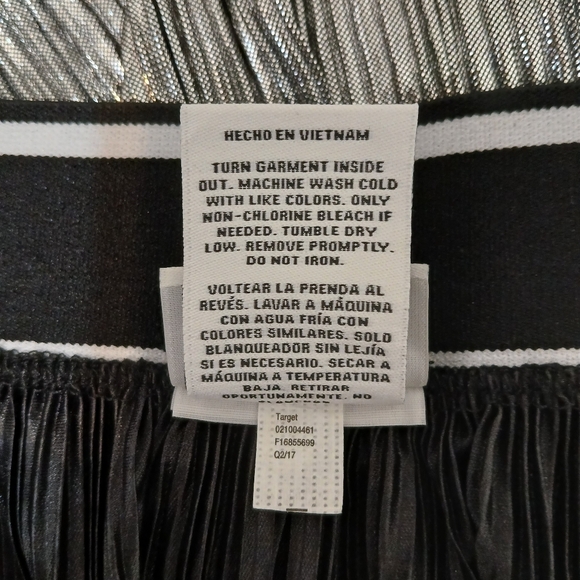 HECHO EN VIETNAM
TURN GARMENT INSIDE
OUT. MACHINE WASH COLD
WITH LIKE COLORS. ONLY
NON-CHLORINE BLEACH IF
NEEDED. TUMBLE DRY
LOW. REMOVE PROMPTLY.
DO NOT IRON.
VOLTEAR LA PRENDA AL
REVÉS. LAVAR A MÁQUINA
CON AGUA FRÍA CON
COLORES SIMILARES. SOLO
BLANQUEADOR SIN LEJÍA
SI ES NECESARIO. SECAR A
MÁQUINA A TEMPERATURA
BAJA. RETIRAR
OPORTUNAMENTE. NO
Target
021004461
F16855699
Q2/17